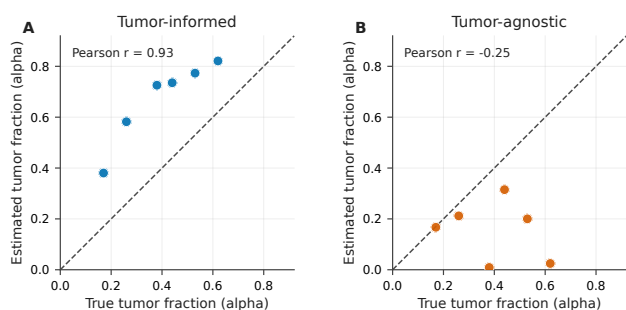 A
Tumor-informed
Pearson r = 0.93
Estimated tumor fraction (alpha)
0.8
0.6
0.4
0.2
0.0
0.0 0.2 0.4 0.6 0.8
True tumor fraction (alpha)
B
Tumor-agnostic
Pearson r = -0.25
Estimated tumor fraction (alpha)
0.8
0.6
0.4
0.2
0.0
0.0 0.2 0.4 0.6 0.8
True tumor fraction (alpha)